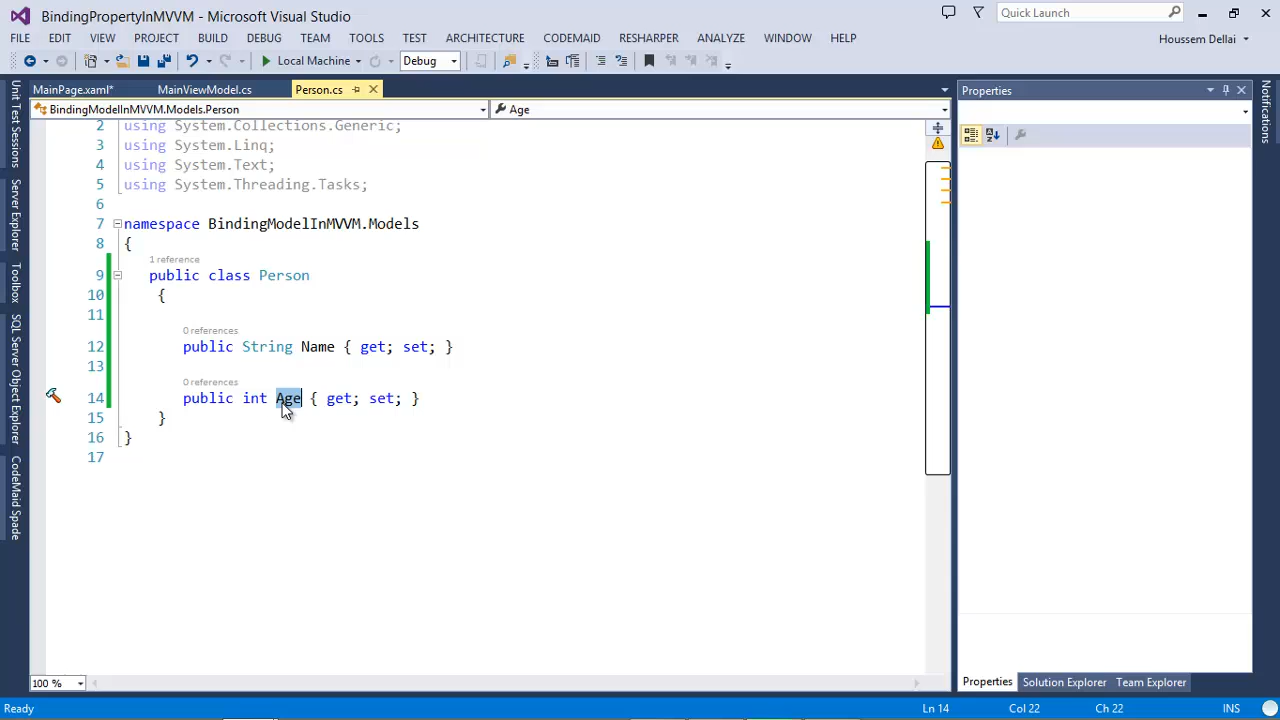 BindingPropertyInMVVM - Microsoft Visual Studio
Quick Launch
FILE EDIT VIEW PROJECT BUILD DEBUG TEAM TOOLS TEST ARCHITECTURE CODEMAID RESHARPER ANALYZE WINDOW HELP
Houssem Dellai
Local Machine Debug
MainPage.xaml* MainViewModel.cs Person.cs
BindingModelInMVVM.Models.Person Age
2 using System.Collections.Generic;
3 using System.Linq;
4 using System.Text;
5 using System.Threading.Tasks;
6
7 namespace BindingModelInMVVM.Models
8 {
1 reference
9 public class Person
10 {
11
0 references
12 public String Name { get; set; }
13
0 references
14 public int Age { get; set; }
15 }
16 }
17
100 %
Unit Test Sessions
Server Explorer
Toolbox
SQL Server Object Explorer
CodeMaid Spade
Properties
Notifications
Properties Solution Explorer Team Explorer
Ready Ln 14 Col 22 Ch 22 INS